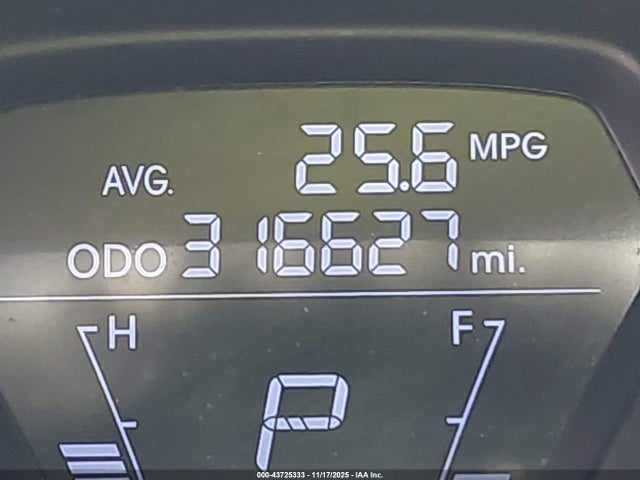 AVG. 25.6 MPG
ODO 316627 mi.
H F
P
000-43725333 - 11/17/2025 - IAA Inc.